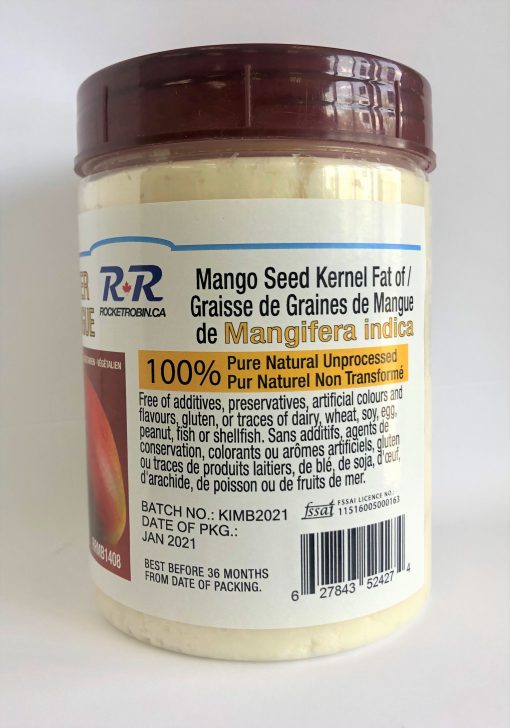 R R
ROCKETROBIN.CA
Mango Seed Kernel Fat of /
Graisse de Graines de Mangue
de Mangifera indica
100% Pure Natural Unprocessed
Pur Naturel Non Transformé
Free of additives, preservatives, artificial colours and
flavours, gluten, or traces of dairy, wheat, soy, egg,
peanut, fish or shellfish. Sans additifs, agents de
conservation, colorants ou arômes artificiels, gluten
ou traces de produits laitiers, de blé, de soja, d'œuf,
d'arachide, de poisson ou de fruits de mer.
VÉGÉTALIEN
RMB1408
BATCH NO.: KIMB2021
DATE OF PKG.:
JAN 2021
BEST BEFORE 36 MONTHS
FROM DATE OF PACKING.
fssai FSSAI LICENCE NO.:
11516005000163
6 27843 52427 4